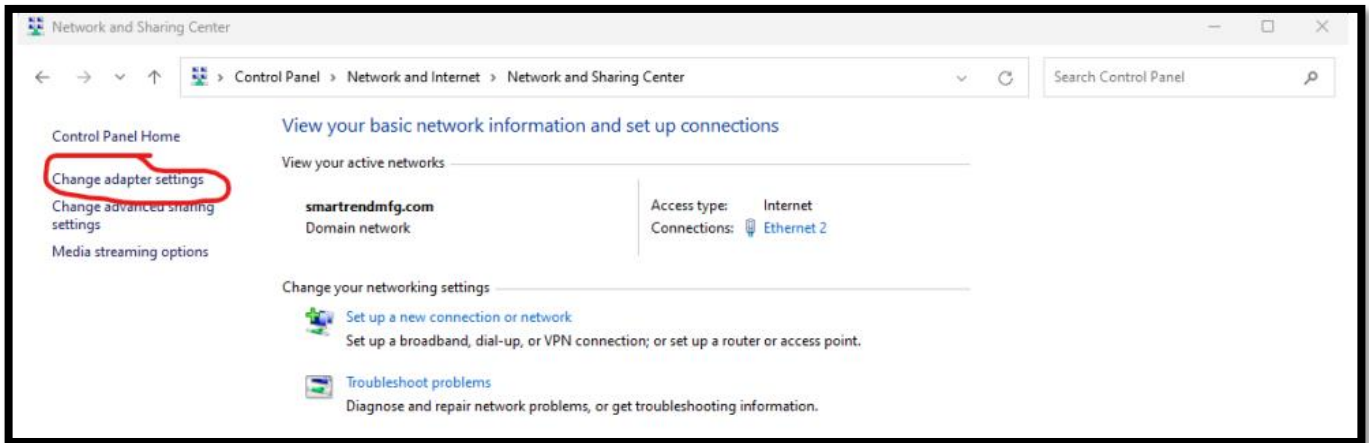 Network and Sharing Center
Control Panel > Network and Internet > Network and Sharing Center
Search Control Panel
Control Panel Home
Change adapter settings
Change advanced sharing
settings
Media streaming options
View your basic network information and set up connections
View your active networks
smartrendmfg.com
Domain network
Access type: Internet
Connections: Ethernet 2
Change your networking settings
Set up a new connection or network
Set up a broadband, dial-up, or VPN connection; or set up a router or access point.
Troubleshoot problems
Diagnose and repair network problems, or get troubleshooting information.